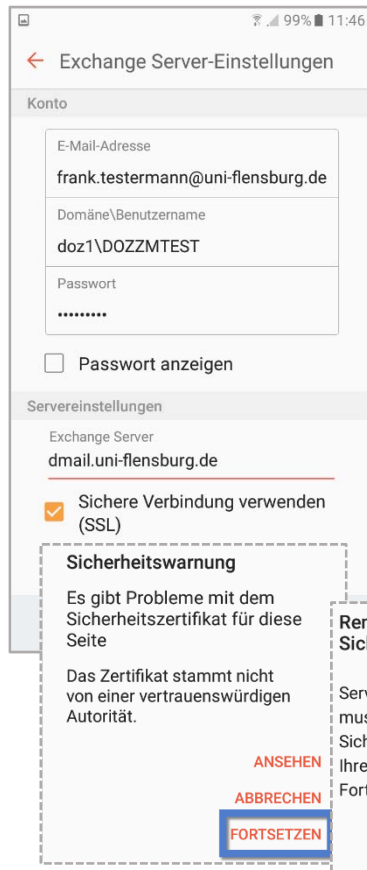 99% 11:46
Exchange Server-Einstellungen
Konto
E-Mail-Adresse
frank.testermann@uni-flensburg.de
Domäne\Benutzername
doz1\DOZZMTEST
Passwort
•••••••••
Passwort anzeigen
Servereinstellungen
Exchange Server
dmail.uni-flensburg.de
Sichere Verbindung verwenden
(SSL)
Sicherheitswarnung
Es gibt Probleme mit dem
Sicherheitszertifikat für diese
Seite
Das Zertifikat stammt nicht
von einer vertrauenswürdigen
Autorität.
ANSEHEN
ABBRECHEN
FORTSETZEN
Ihre